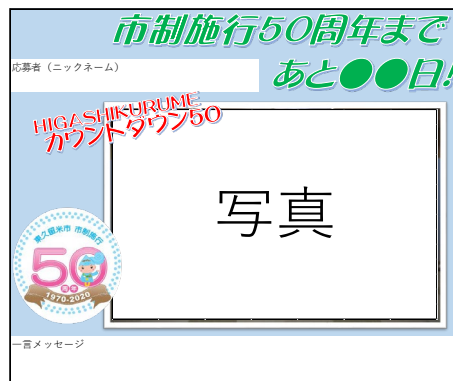 市制施行50周年まで
あと●●日!
応募者（ニックネーム）
HIGASHIKURUME
カウントダウン50
写真
東久留米市 市制施行
50
周年
1970-2020
一言メッセージ